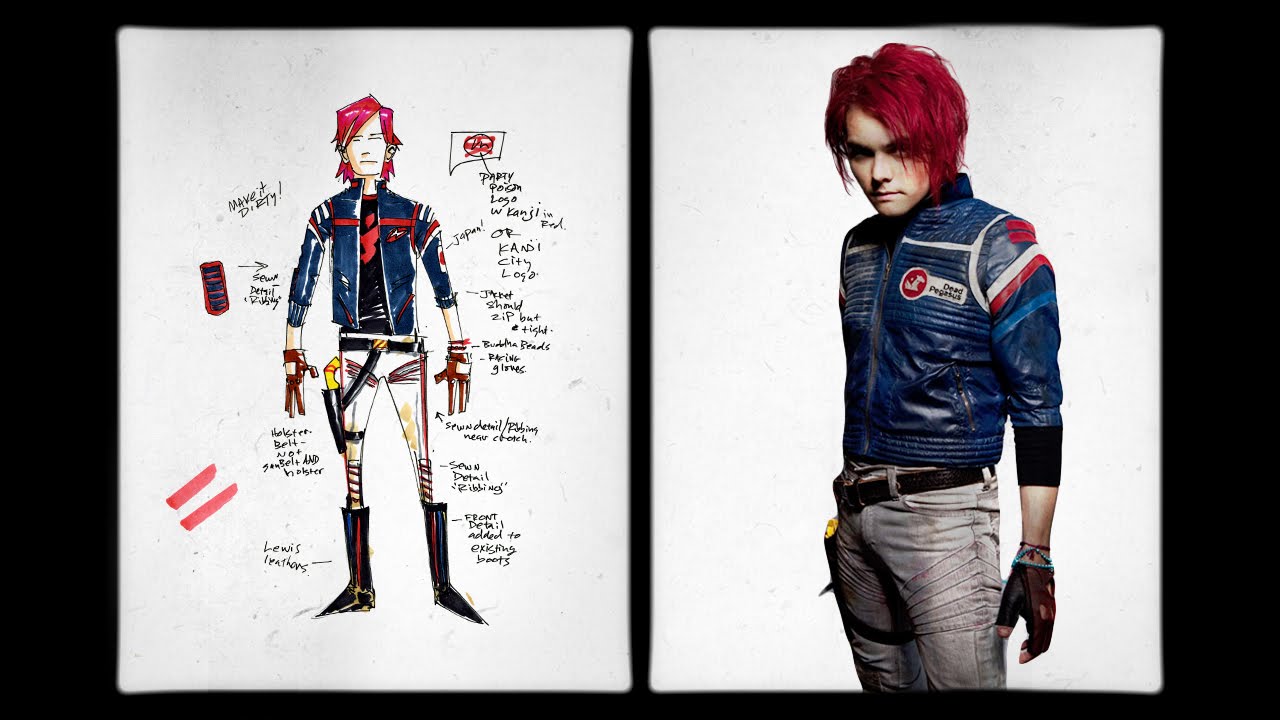 MAKE it
DIRTY!
PARTY
POISON
LOGO
W KANJI in
Red.
OR
KANJI
City
Logo.
Japan!
sewn
Detail
"Ribbing"
Jacket
should
ZIP but
tight.
Buddha Beads
- RACING
gloves.
sewn detail/Ribbing
near crotch.
Holster-
Belt -
NOT
GunBelt AND
holster
- SEWN
Detail
"Ribbing"
- FRONT
Detail
added to
existing
boots
Lewis
leathers
Dead
Pegasus